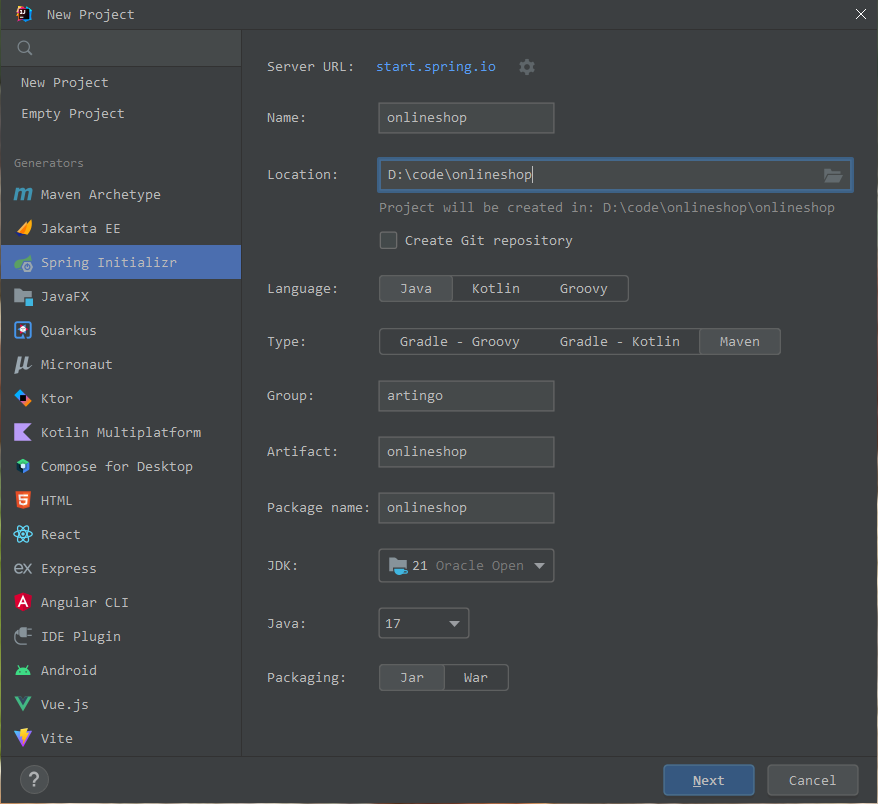 New Project
New Project
Empty Project
Generators
Maven Archetype
Jakarta EE
Spring Initializr
JavaFX
Quarkus
Micronaut
Ktor
Kotlin Multiplatform
Compose for Desktop
HTML
React
Express
Angular CLI
IDE Plugin
Android
Vue.js
Vite
Server URL: start.spring.io
Name: onlineshop
Location: D:\code\onlineshop
Project will be created in: D:\code\onlineshop\onlineshop
Create Git repository
Language: Java Kotlin Groovy
Type: Gradle - Groovy Gradle - Kotlin Maven
Group: artingo
Artifact: onlineshop
Package name: onlineshop
JDK: 21 Oracle Open
Java: 17
Packaging: Jar War
? Next Cancel